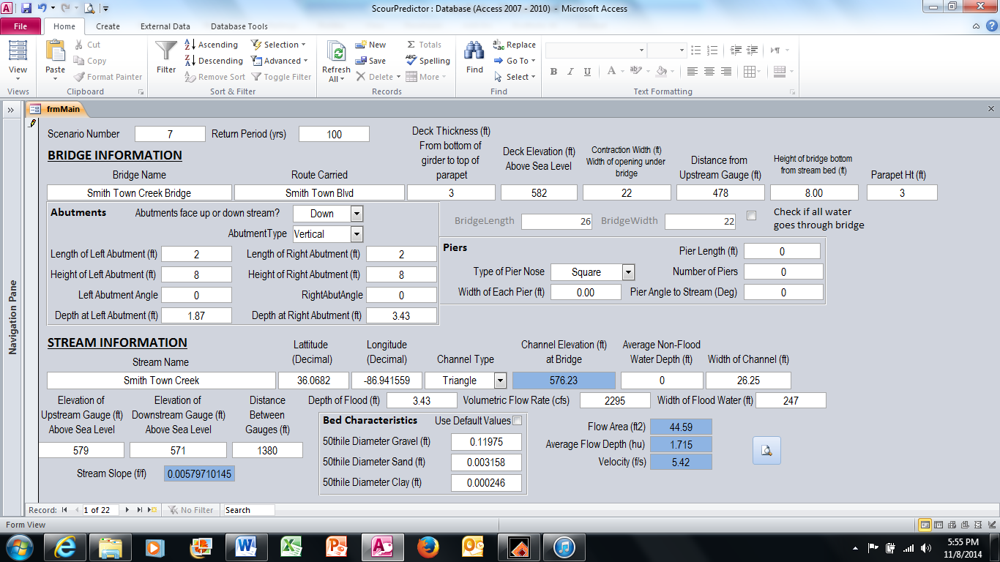 ScourPredictor : Database (Access 2007 - 2010) - Microsoft Access
File Home Create External Data Database Tools
View
Views
Paste
Cut
Copy
Format Painter
Clipboard
Filter
Ascending
Descending
Remove Sort
Selection
Advanced
Toggle Filter
Sort & Filter
Refresh
All
New
Save
Delete
Totals
Spelling
More
Records
Find
Replace
Go To
Select
Find
B I U A ab
Text Formatting
frmMain
Navigation Pane
Scenario Number 7 Return Period (yrs) 100
BRIDGE INFORMATION
Bridge Name
Smith Town Creek Bridge
Route Carried
Smith Town Blvd
Deck Thickness (ft)
From bottom of
girder to top of
parapet
3
Deck Elevation (ft)
Above Sea Level
582
Contraction Width (ft)
Width of opening under
bridge
22
Distance from
Upstream Gauge (ft)
478
Height of bridge bottom
from stream bed (ft)
8.00
Parapet Ht (ft)
3
Abutments Abutments face up or down stream? Down
AbutmentType Vertical
Length of Left Abutment (ft) 2 Length of Right Abutment (ft) 2
Height of Left Abutment (ft) 8 Height of Right Abutment (ft) 8
Left Abutment Angle 0 RightAbutAngle 0
Depth at Left Abutment (ft) 1.87 Depth at Right Abutment (ft) 3.43
BridgeLength 26 BridgeWidth 22
Check if all water
goes through bridge
Piers Pier Length (ft) 0
Type of Pier Nose Square Number of Piers 0
Width of Each Pier (ft) 0.00 Pier Angle to Stream (Deg) 0
STREAM INFORMATION
Stream Name
Smith Town Creek
Lattitude
(Decimal)
36.0682
Longitude
(Decimal)
-86.941559
Channel Type
Triangle
Channel Elevation (ft)
at Bridge
576.23
Average Non-Flood
Water Depth (ft)
0
Width of Channel (ft)
26.25
Elevation of
Upstream Gauge (ft)
Above Sea Level
579
Elevation of
Downstream Gauge (ft)
Above Sea Level
571
Distance
Between
Gauges (ft)
1380
Depth of Flood (ft) 3.43 Volumetric Flow Rate (cfs) 2295 Width of Flood Water (ft) 247
Stream Slope (f/f) 0.00579710145
Bed Characteristics Use Default Values
50thile Diameter Gravel (ft) 0.11975
50thile Diameter Sand (ft) 0.003158
50thile Diameter Clay (ft) 0.000246
Flow Area (ft2) 44.59
Average Flow Depth (hu) 1.715
Velocity (f/s) 5.42
Record: 1 of 22 No Filter Search
Form View
5:55 PM
11/8/2014